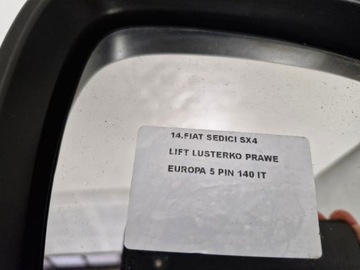 14.FIAT SEDICI SX4
LIFT LUSTERKO PRAWE
EUROPA 5 PIN 140 IT